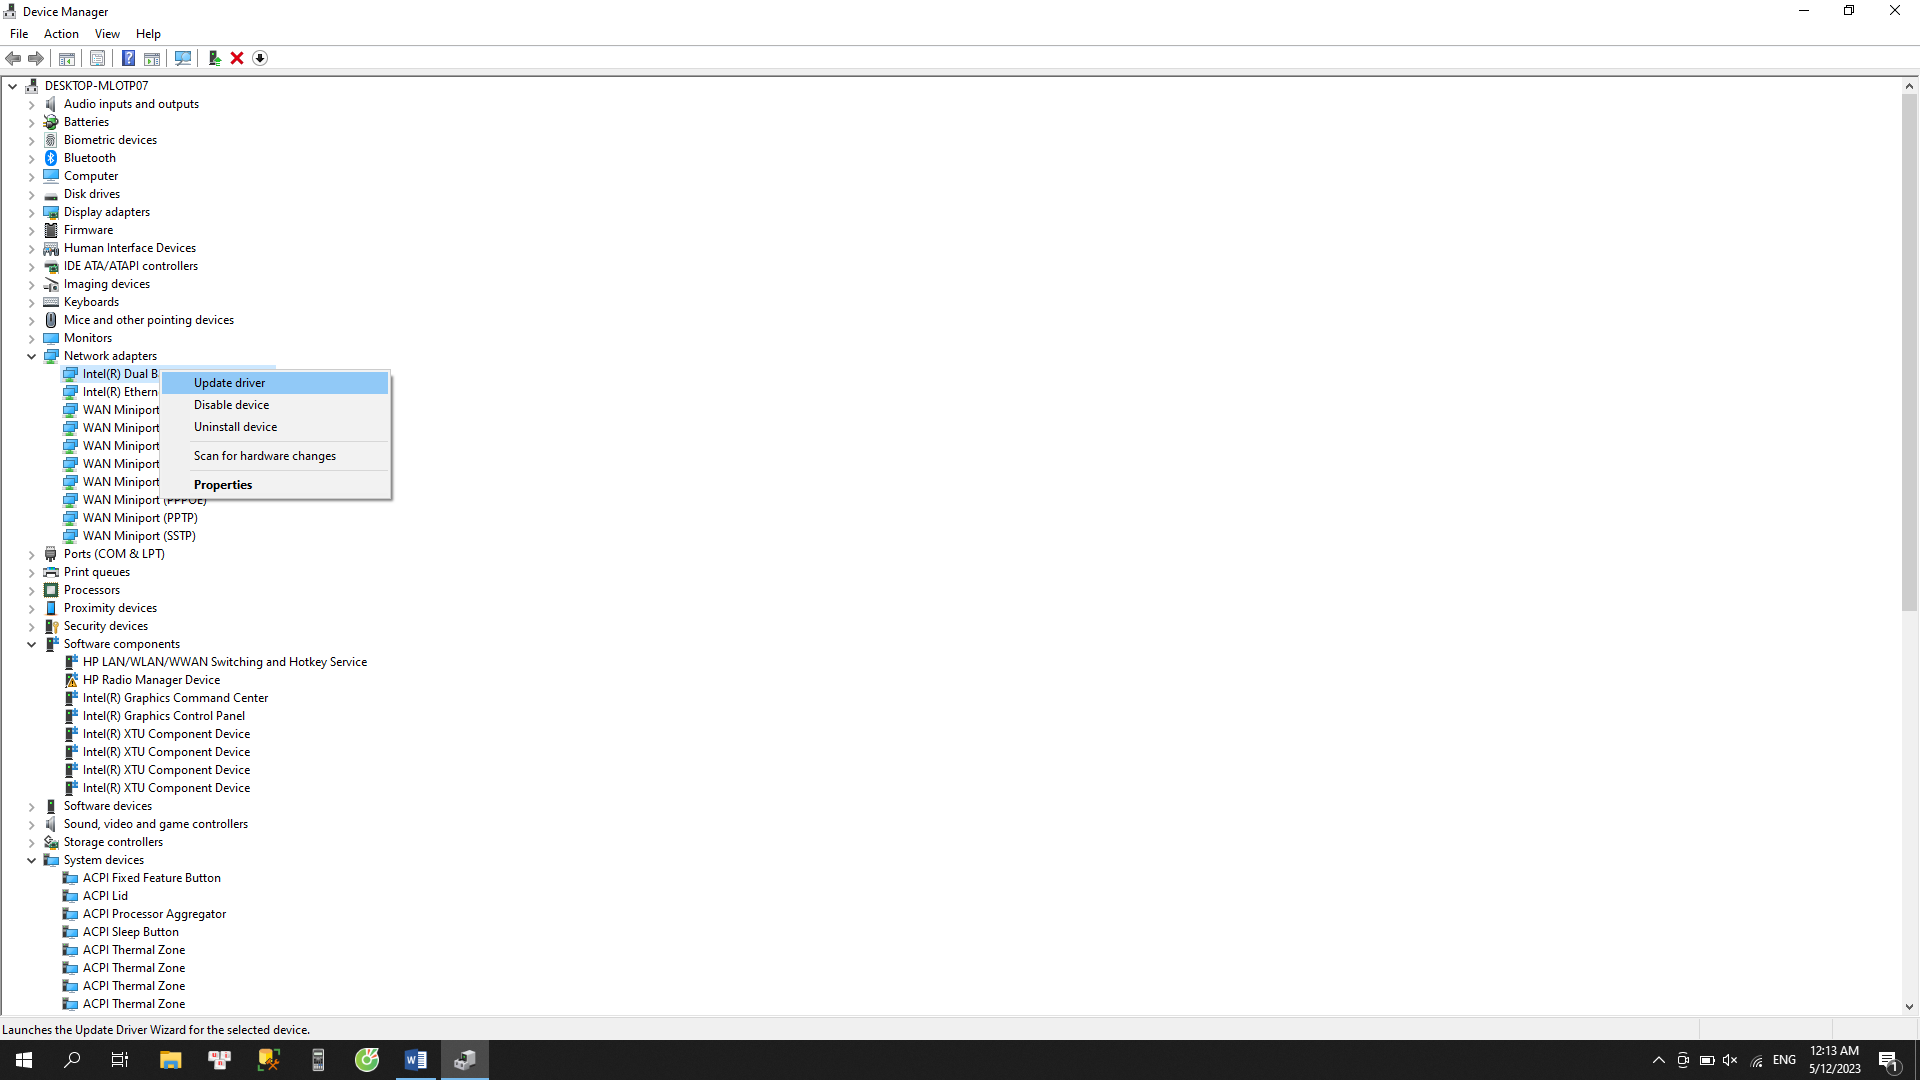 Device Manager
File Action View Help
DESKTOP-MLOTP07
Audio inputs and outputs
Batteries
Biometric devices
Bluetooth
Computer
Disk drives
Display adapters
Firmware
Human Interface Devices
IDE ATA/ATAPI controllers
Imaging devices
Keyboards
Mice and other pointing devices
Monitors
Network adapters
Intel(R) Dual B
Update driver
Intel(R) Ethern
Disable device
WAN Miniport
WAN Miniport
Uninstall device
WAN Miniport
WAN Miniport
Scan for hardware changes
WAN Miniport
Properties
WAN Miniport (PPPOE)
WAN Miniport (PPTP)
WAN Miniport (SSTP)
Ports (COM & LPT)
Print queues
Processors
Proximity devices
Security devices
Software components
HP LAN/WLAN/WWAN Switching and Hotkey Service
HP Radio Manager Device
Intel(R) Graphics Command Center
Intel(R) Graphics Control Panel
Intel(R) XTU Component Device
Intel(R) XTU Component Device
Intel(R) XTU Component Device
Intel(R) XTU Component Device
Software devices
Sound, video and game controllers
Storage controllers
System devices
ACPI Fixed Feature Button
ACPI Lid
ACPI Processor Aggregator
ACPI Sleep Button
ACPI Thermal Zone
ACPI Thermal Zone
ACPI Thermal Zone
ACPI Thermal Zone
Launches the Update Driver Wizard for the selected device.
ENG
12:13 AM
5/12/2023
1